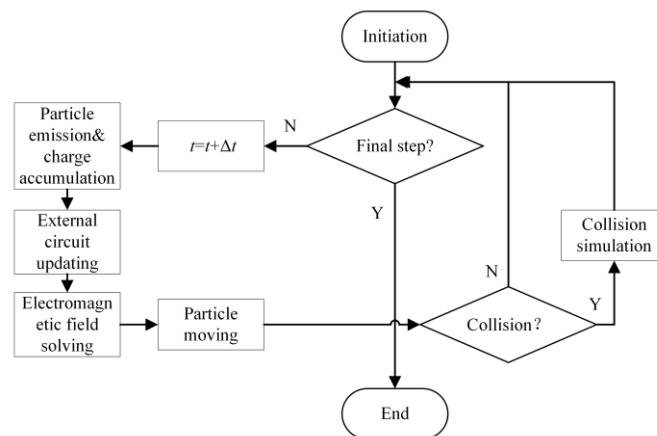 Initiation
Final step?
N
t=t+Δt
Particle
emission&
charge
accumulation
External
circuit
updating
Electromagn
etic field
solving
Particle
moving
Collision？
N
Y
Collision
simulation
Y
End